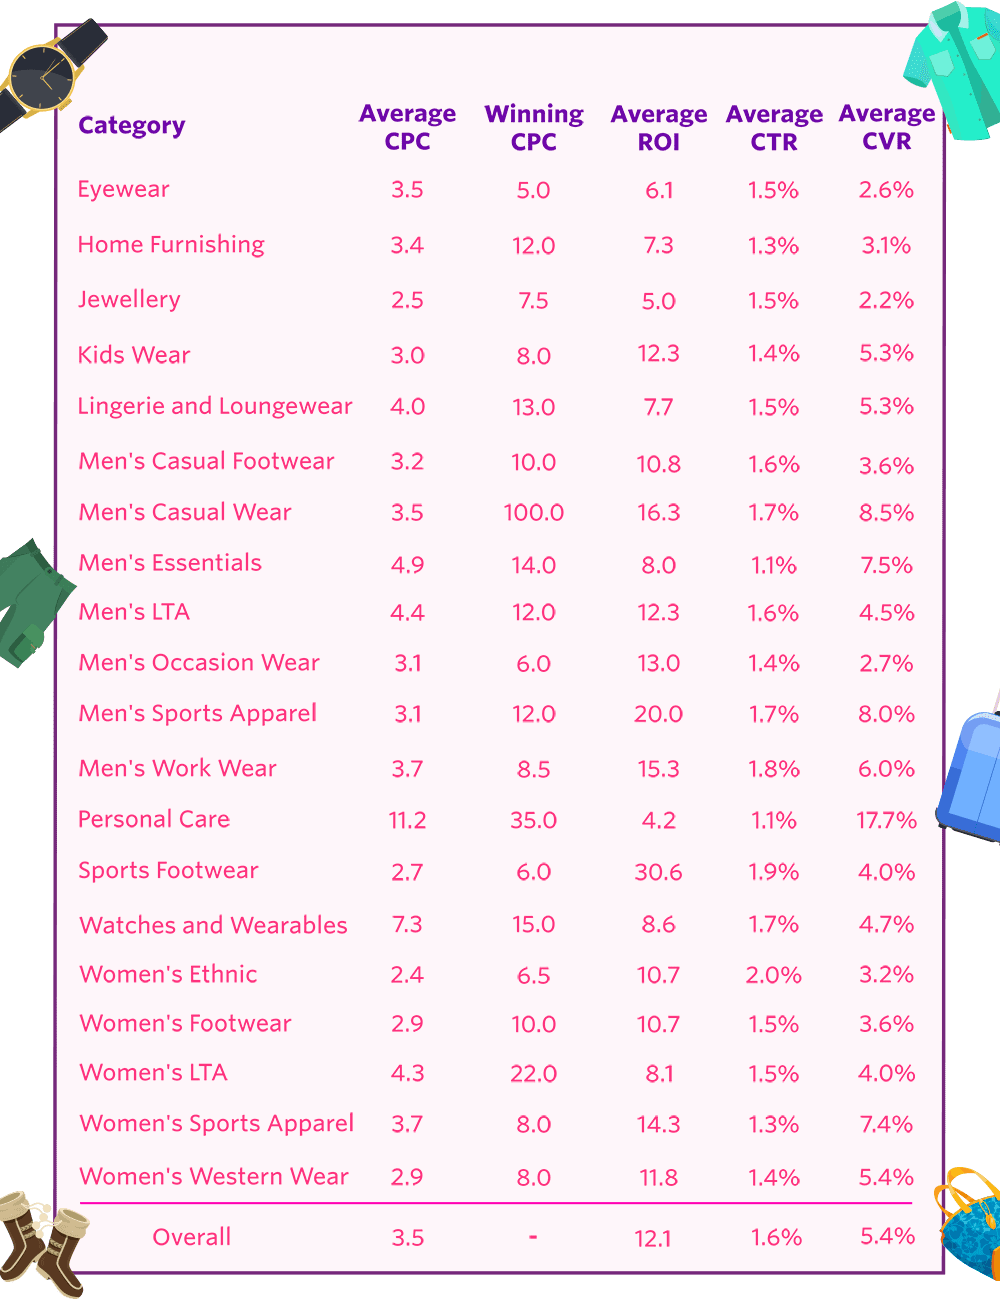 Category Average CPC Winning CPC Average ROI Average CTR Average CVR
Eyewear 3.5 5.0 6.1 1.5% 2.6%
Home Furnishing 3.4 12.0 7.3 1.3% 3.1%
Jewellery 2.5 7.5 5.0 1.5% 2.2%
Kids Wear 3.0 8.0 12.3 1.4% 5.3%
Lingerie and Loungewear 4.0 13.0 7.7 1.5% 5.3%
Men's Casual Footwear 3.2 10.0 10.8 1.6% 3.6%
Men's Casual Wear 3.5 100.0 16.3 1.7% 8.5%
Men's Essentials 4.9 14.0 8.0 1.1% 7.5%
Men's LTA 4.4 12.0 12.3 1.6% 4.5%
Men's Occasion Wear 3.1 6.0 13.0 1.4% 2.7%
Men's Sports Apparel 3.1 12.0 20.0 1.7% 8.0%
Men's Work Wear 3.7 8.5 15.3 1.8% 6.0%
Personal Care 11.2 35.0 4.2 1.1% 17.7%
Sports Footwear 2.7 6.0 30.6 1.9% 4.0%
Watches and Wearables 7.3 15.0 8.6 1.7% 4.7%
Women's Ethnic 2.4 6.5 10.7 2.0% 3.2%
Women's Footwear 2.9 10.0 10.7 1.5% 3.6%
Women's LTA 4.3 22.0 8.1 1.5% 4.0%
Women's Sports Apparel 3.7 8.0 14.3 1.3% 7.4%
Women's Western Wear 2.9 8.0 11.8 1.4% 5.4%
Overall 3.5 - 12.1 1.6% 5.4%